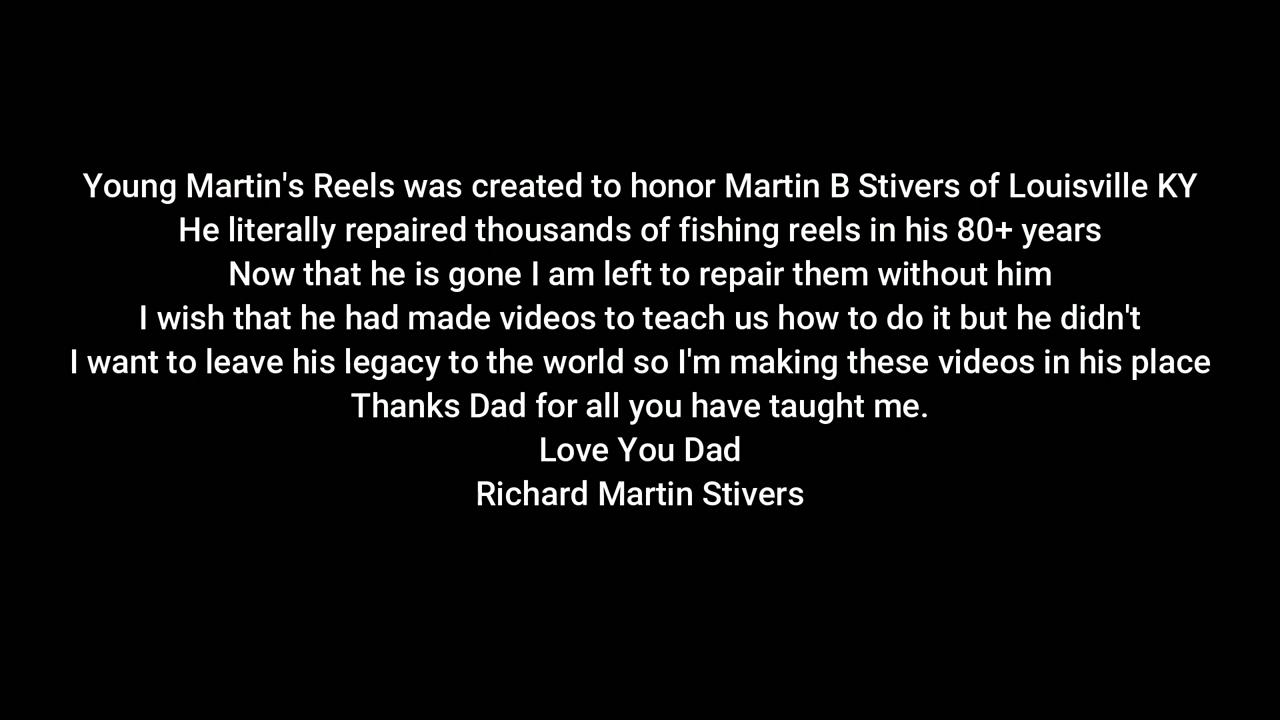 Young Martin's Reels was created to honor Martin B Stivers of Louisville KY
He literally repaired thousands of fishing reels in his 80+ years
Now that he is gone I am left to repair them without him
I wish that he had made videos to teach us how to do it but he didn't
I want to leave his legacy to the world so I'm making these videos in his place
Thanks Dad for all you have taught me.
Love You Dad
Richard Martin Stivers